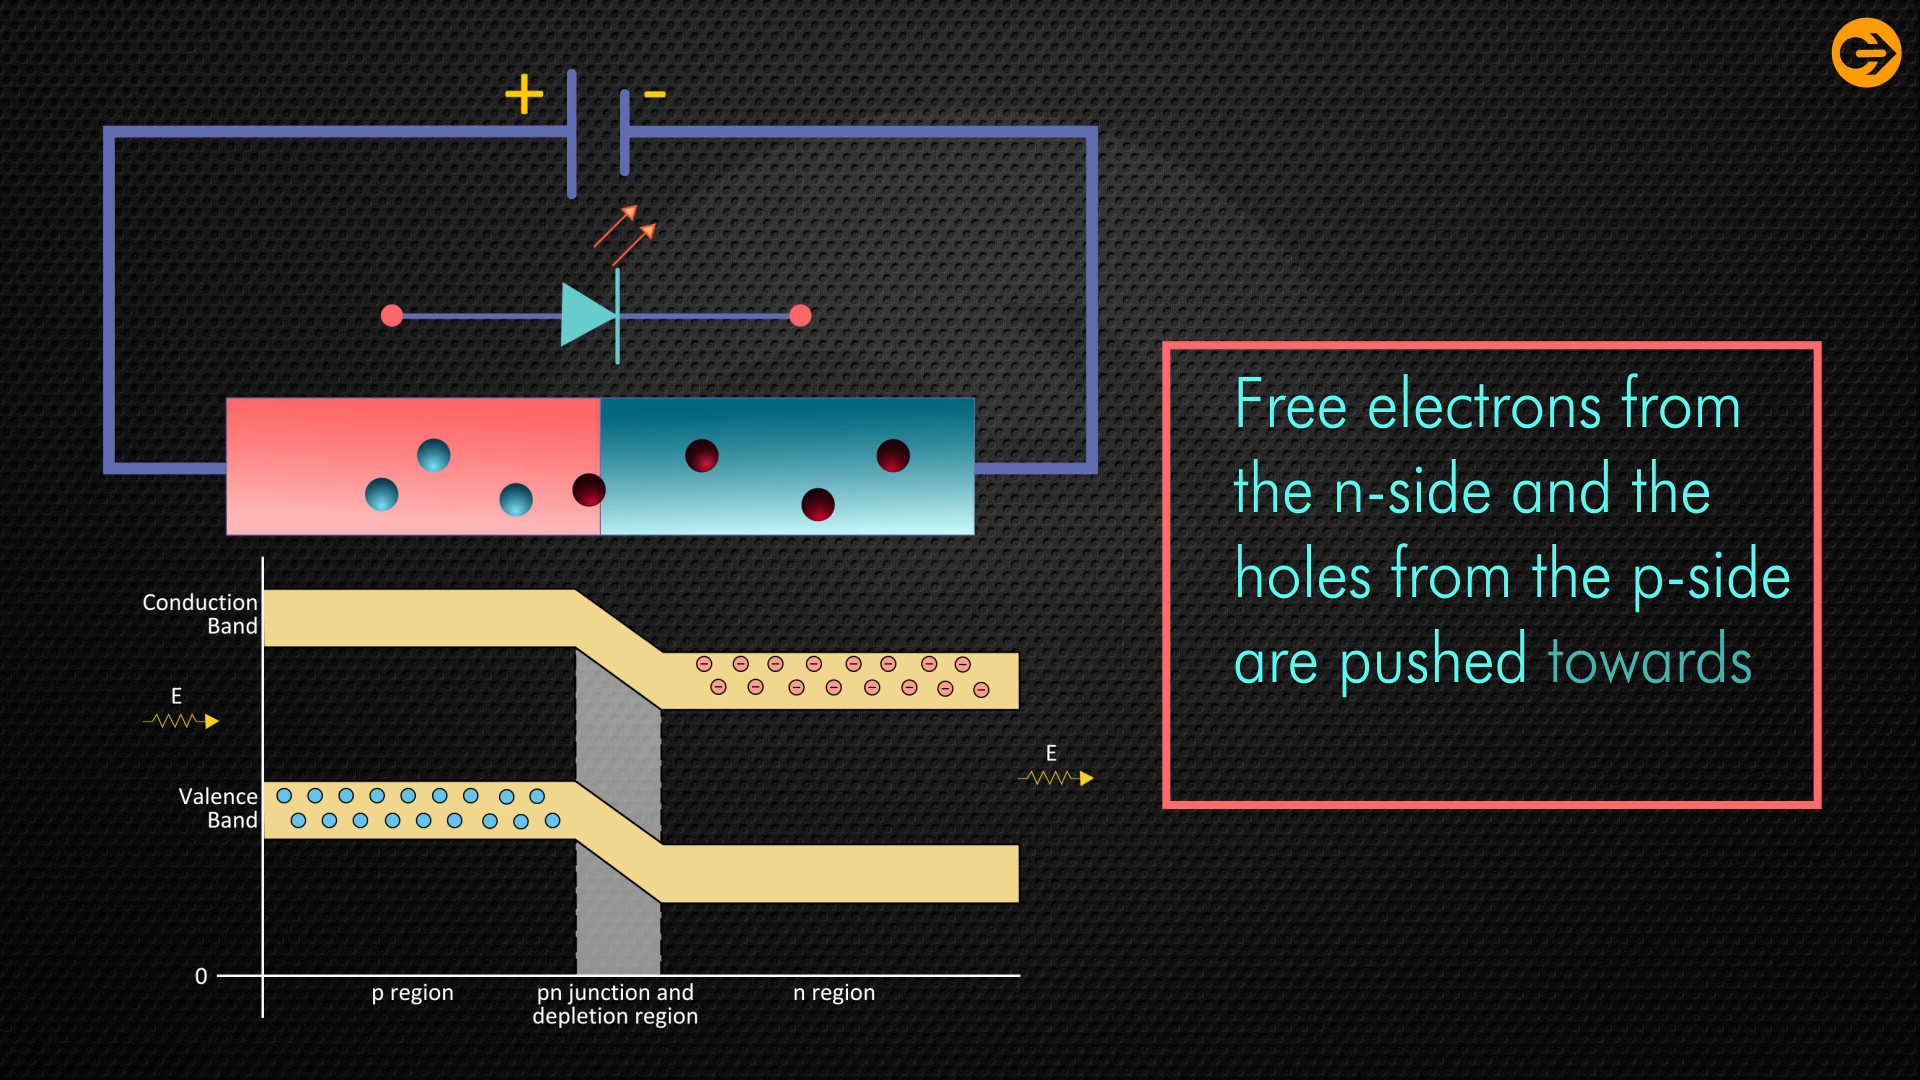 + -
Free electrons from
the n-side and the
holes from the p-side
are pushed towards
Conduction
Band
E
E
Valence
Band
0
p region
pn junction and
depletion region
n region